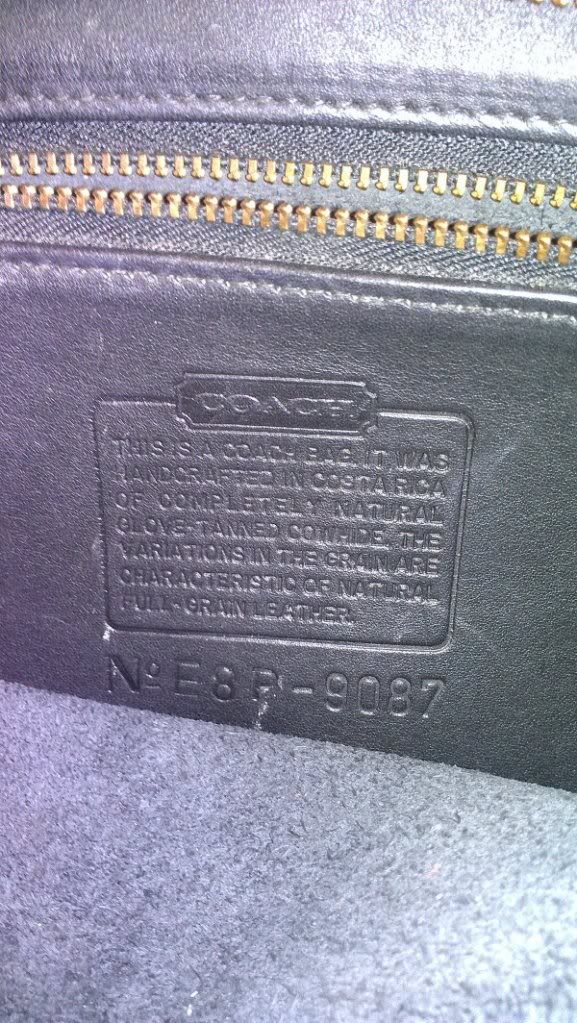 COACH
THIS IS A COACH BAG. IT WAS
HANDCRAFTED IN COSTA RICA
OF COMPLETELY NATURAL
GLOVE-TANNED COWHIDE. THE
VARIATIONS IN THE GRAIN ARE
CHARACTERISTIC OF NATURAL
FULL-GRAIN LEATHER.
Nº E8P-9087